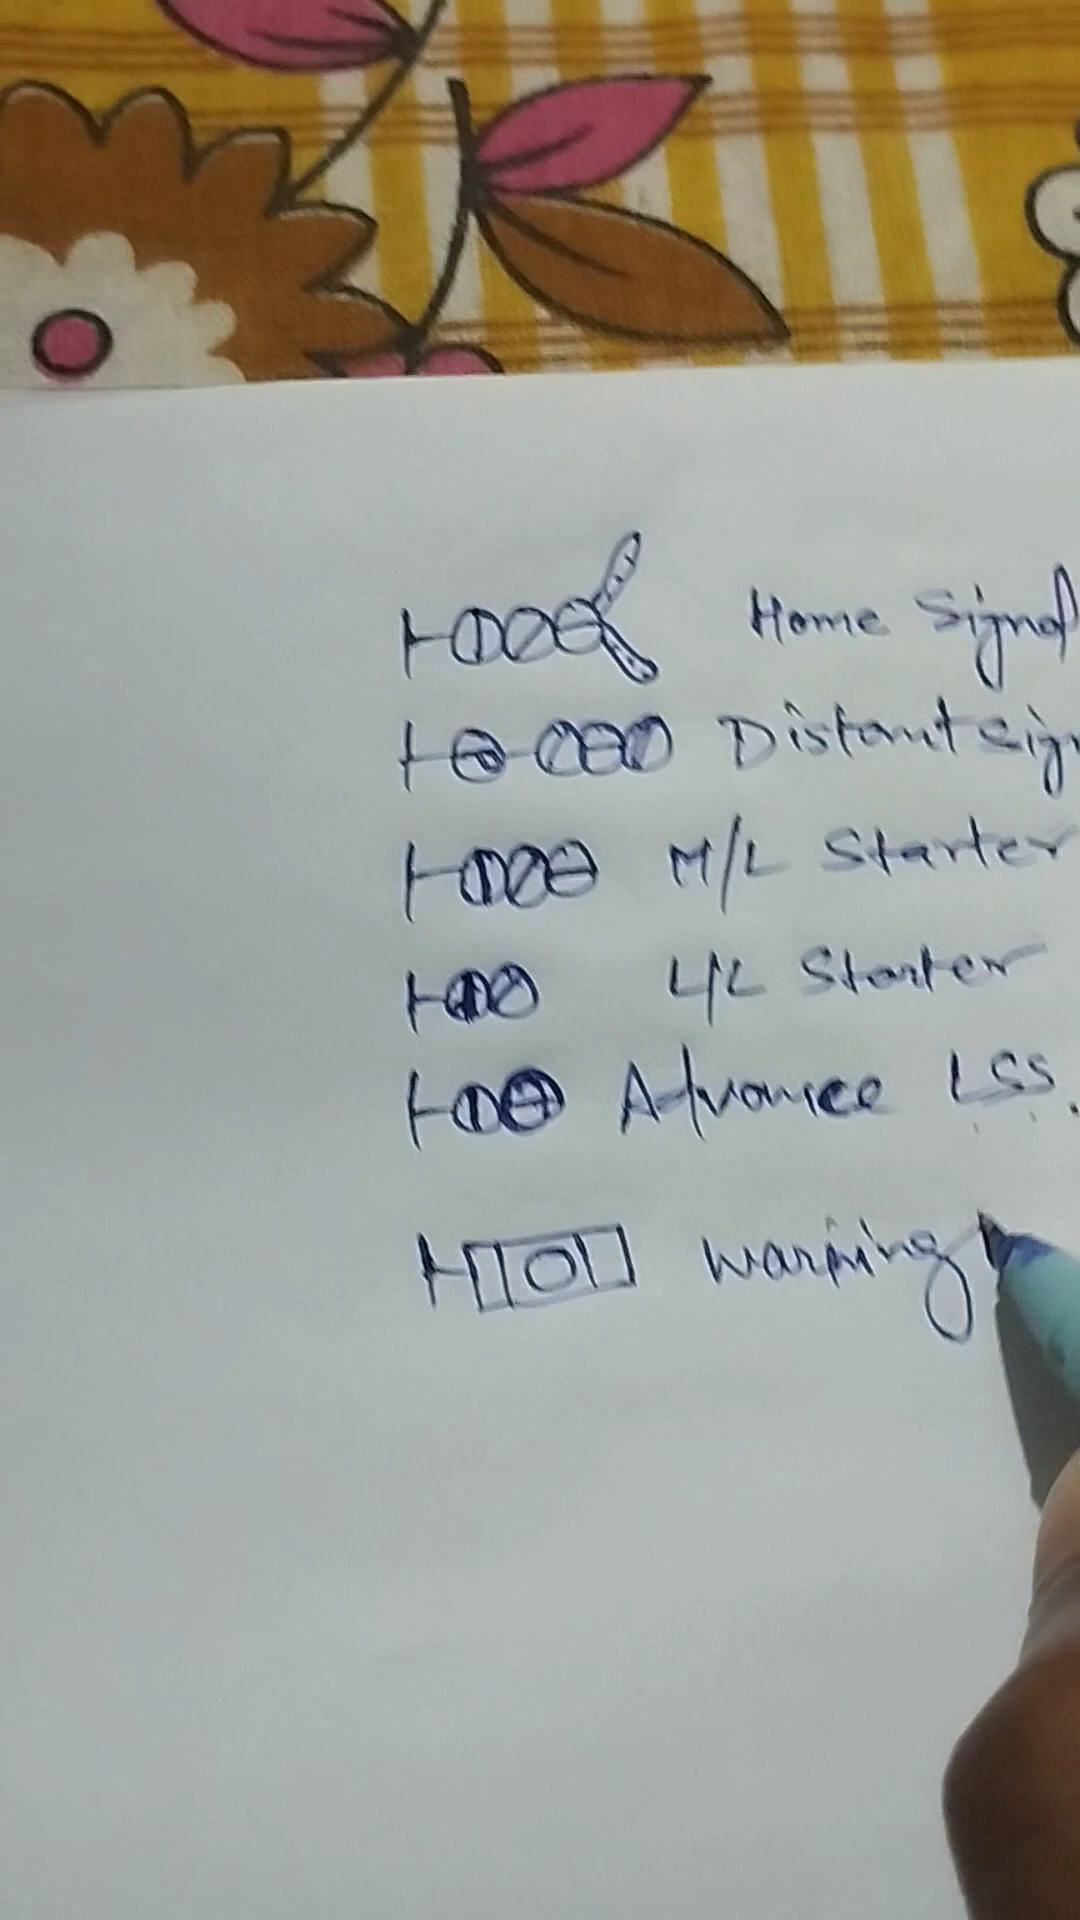 Home Signal
Distant sig
M/L Starter
L/L Starter
Advance LSS.
warning